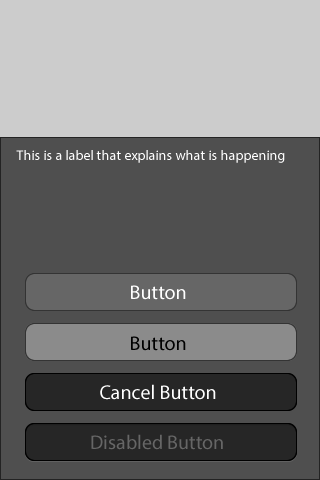 This is a label that explains what is happening
Button
Button
Cancel Button
Disabled Button